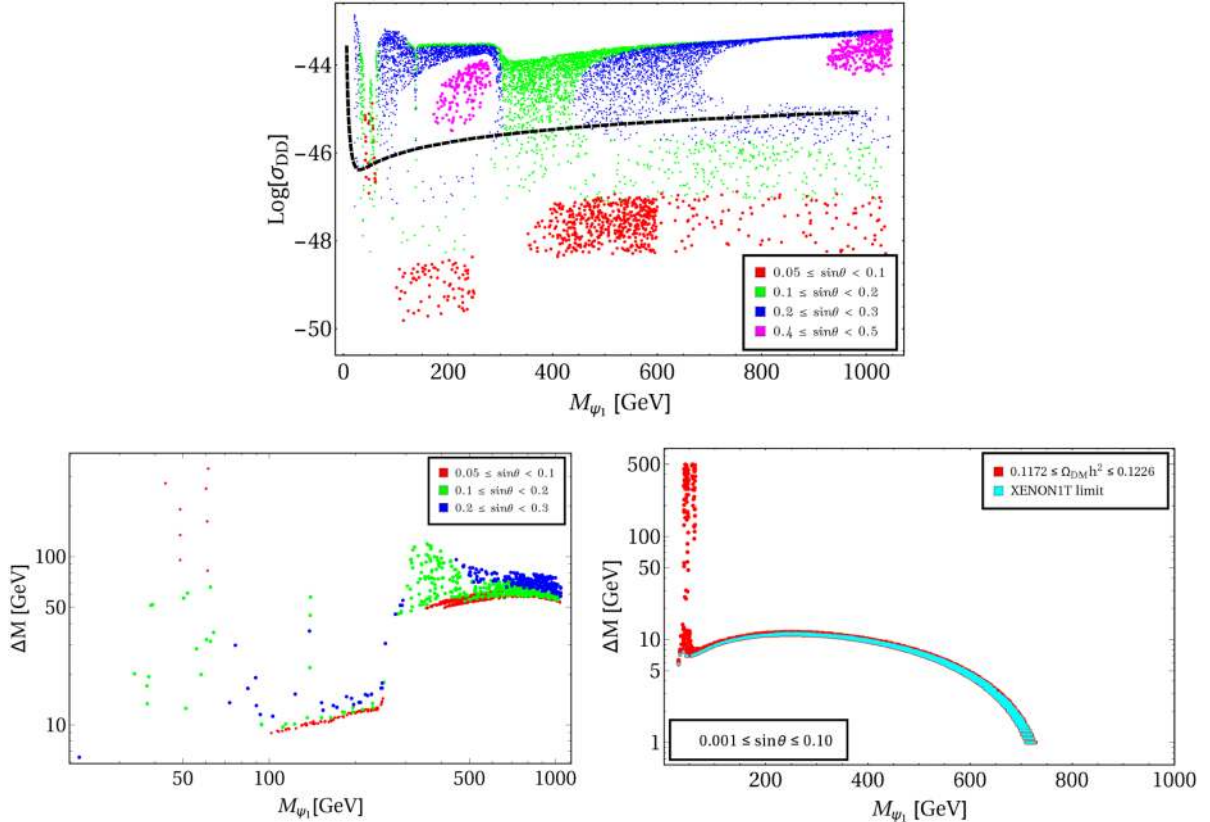 Log[σ_DD]
−44
−46
−48
−50
0.05 ≤ sinθ < 0.1
0.1 ≤ sinθ < 0.2
0.2 ≤ sinθ < 0.3
0.4 ≤ sinθ < 0.5
0 200 400 600 800 1000
M_ψ₁ [GeV]
ΔM [GeV]
100
50
10
0.05 ≤ sinθ < 0.1
0.1 ≤ sinθ < 0.2
0.2 ≤ sinθ < 0.3
50 100 500 1000
M_ψ₁[GeV]
ΔM [GeV]
500
100
50
10
5
1
0.1172 ≤ Ω_DM h² ≤ 0.1226
XENON1T limit
0.001 ≤ sinθ ≤ 0.10
200 400 600 800 1000
M_ψ₁ [GeV]